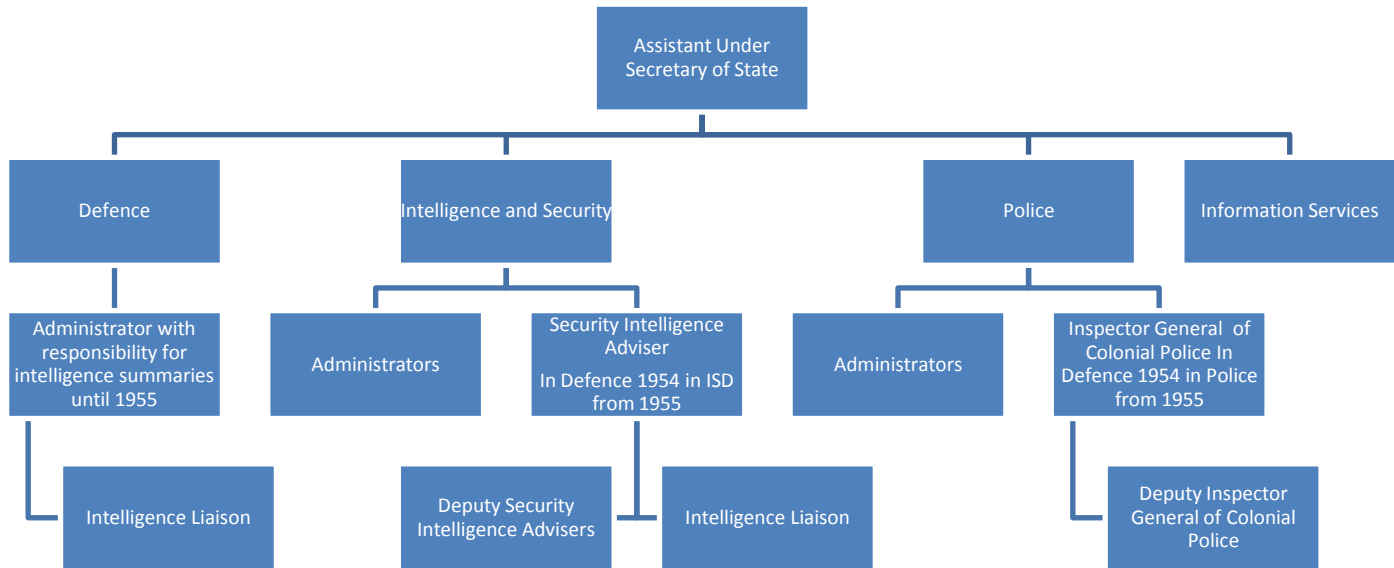 Assistant Under
Secretary of State
Defence
Intelligence and Security
Police
Information Services
Administrator with
responsibility for
intelligence summaries
until 1955
Administrators
Security Intelligence
Adviser
In Defence 1954 in ISD
from 1955
Administrators
Inspector General of
Colonial Police In
Defence 1954 in Police
from 1955
Intelligence Liaison
Deputy Security
Intelligence Advisers
Intelligence Liaison
Deputy Inspector
General of Colonial
Police